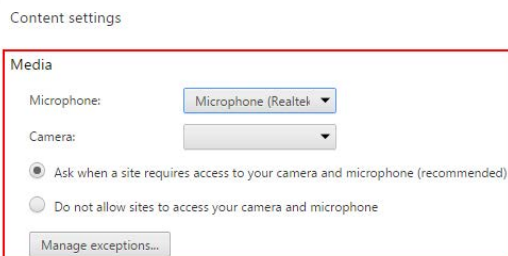 Content settings
Media
Microphone:
Microphone (Realtek
Camera:
Ask when a site requires access to your camera and microphone (recommended)
Do not allow sites to access your camera and microphone
Manage exceptions...